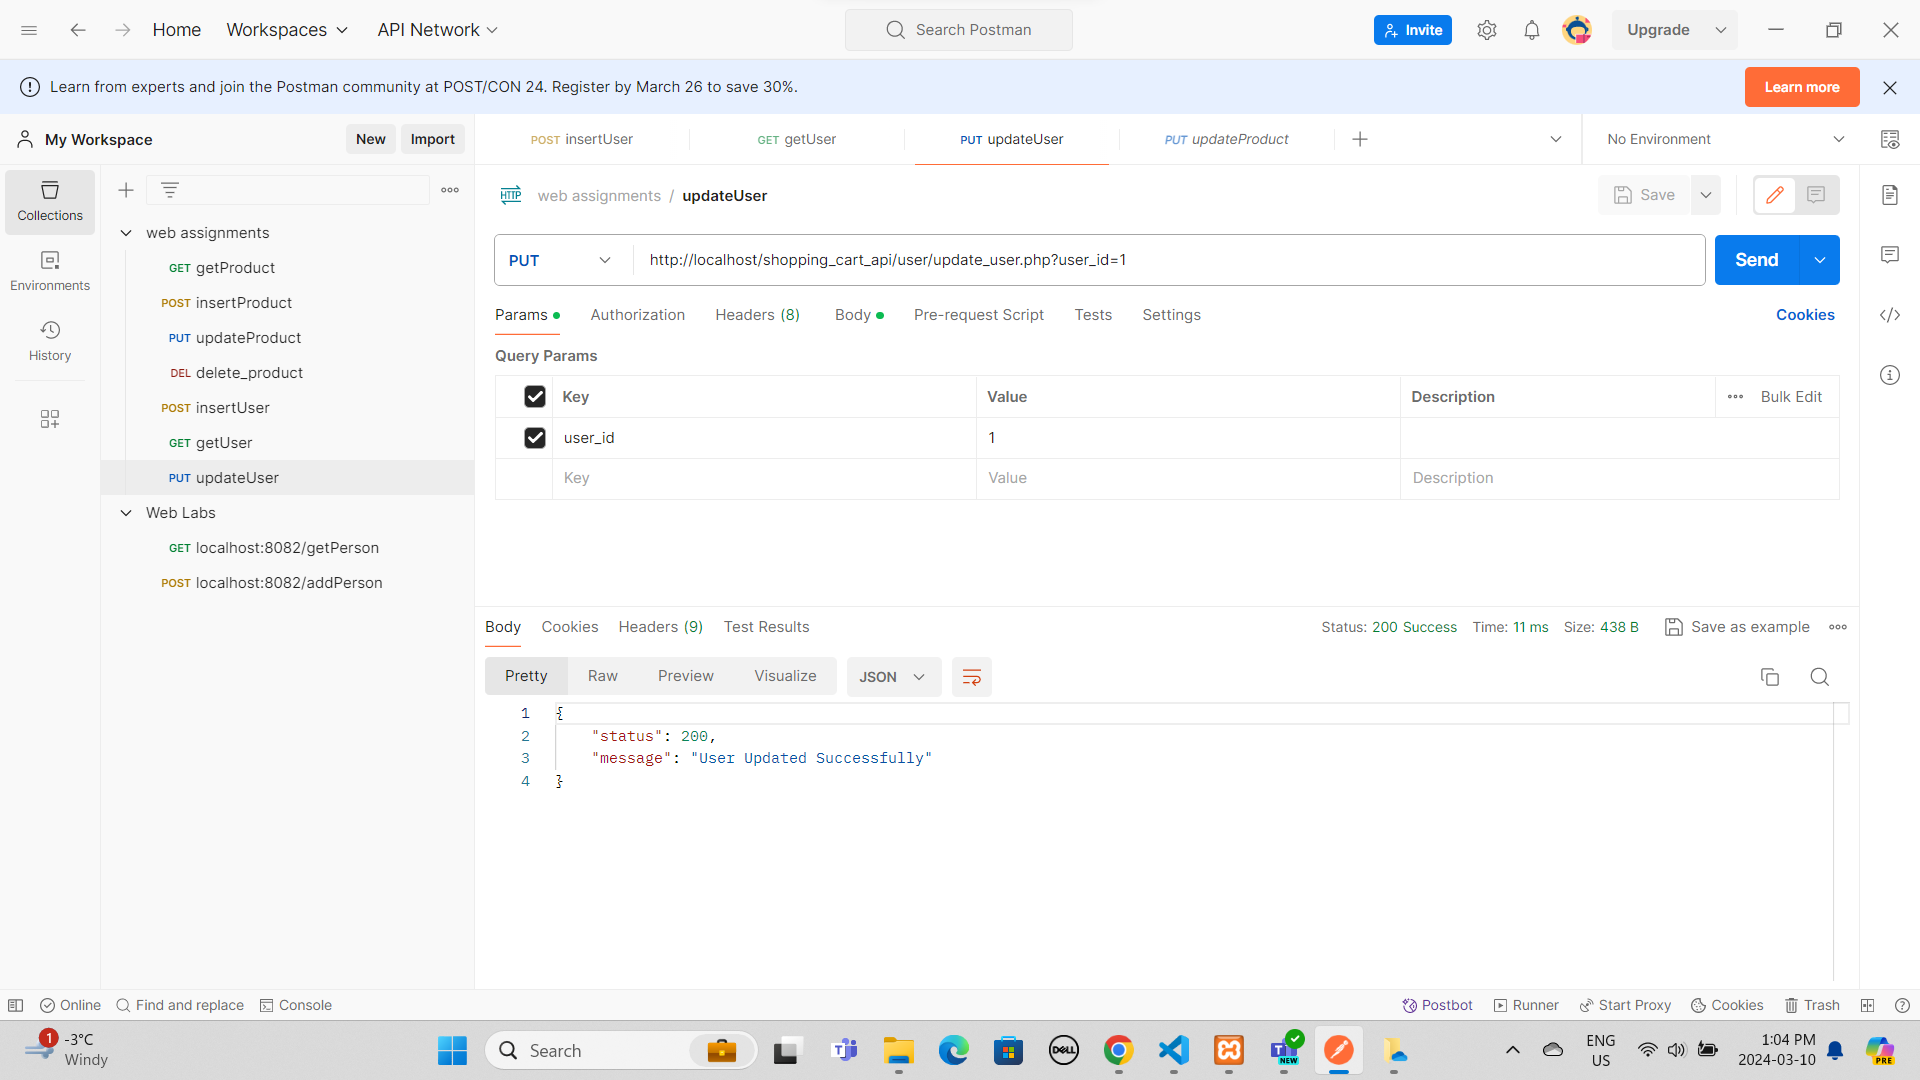 Home Workspaces API Network Search Postman Invite Upgrade
Learn from experts and join the Postman community at POST/CON 24. Register by March 26 to save 30%. Learn more
My Workspace New Import POST insertUser GET getUser PUT updateUser PUT updateProduct No Environment
Collections
Environments
History
web assignments
GET getProduct
POST insertProduct
PUT updateProduct
DEL delete_product
POST insertUser
GET getUser
PUT updateUser
Web Labs
GET localhost:8082/getPerson
POST localhost:8082/addPerson
HTTP web assignments / updateUser Save
PUT http://localhost/shopping_cart_api/user/update_user.php?user_id=1 Send
Params Authorization Headers (8) Body Pre-request Script Tests Settings Cookies
Query Params
Key Value Description Bulk Edit
user_id 1
Key Value Description
Body Cookies Headers (9) Test Results Status: 200 Success Time: 11 ms Size: 438 B Save as example
Pretty Raw Preview Visualize JSON
1 {
2 "status": 200,
3 "message": "User Updated Successfully"
4 }
Online Find and replace Console Postbot Runner Start Proxy Cookies Trash
1 -3°C
Windy
Search
DELL
NEW
ENG
US
1:04 PM
2024-03-10
PRE